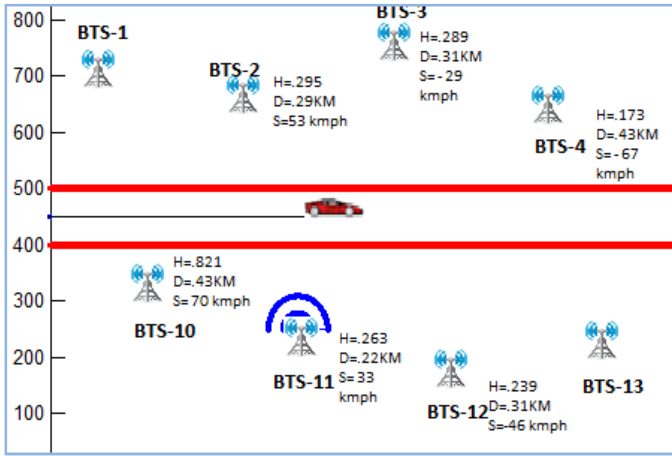 800
BTS-3
BTS-1
H=.289
D=.31KM
S= - 29
kmph
700
BTS-2
H=.295
D=.29KM
S=53 kmph
600
BTS-4
H=.173
D=.43KM
S=- 67
kmph
500
400
H=.821
D=.43KM
S= 70 kmph
BTS-10
300
H=.263
D=.22KM
S= 33
kmph
BTS-11
200
BTS-13
H=.239
D=.31KM
S=-46 kmph
BTS-12
100